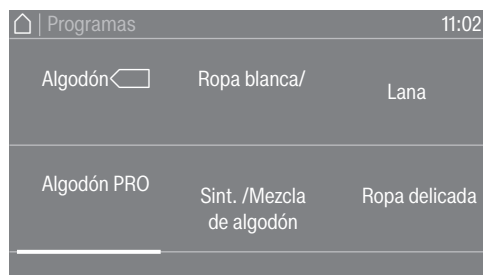 Programas 11:02
Algodón Ropa blanca/ Lana
Algodón PRO Sint. /Mezcla Ropa delicada
de algodón